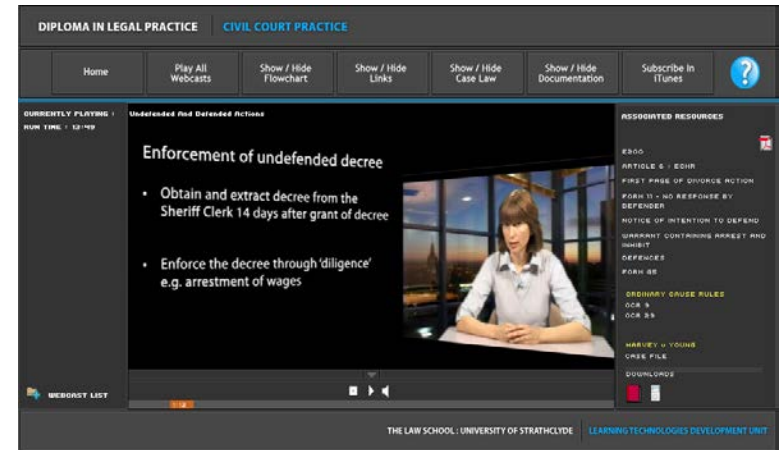 DIPLOMA IN LEGAL PRACTICE CIVIL COURT PRACTICE
Home
Play All
Webcasts
Show / Hide
Flowchart
Show / Hide
Links
Show / Hide
Case Law
Show / Hide
Documentation
Subscribe In
iTunes
?
CURRENTLY PLAYING :
RUN TIME : 12:49
Undefended And Defended Actions
Enforcement of undefended decree
• Obtain and extract decree from the
Sheriff Clerk 14 days after grant of decree
• Enforce the decree through 'diligence'
e.g. arrestment of wages
ASSOCIATED RESOURCES
ARTICLE 6 : ECHR
FIRST PAGE OF DIVORCE ACTION
FORM 11 - NO RESPONSE BY
DEFENDER
NOTICE OF INTENTION TO DEFEND
WARRANT CONTAINING ARREST AND
INHIBIT
DEFENCES
ORDINARY CAUSE RULES
OCR 9
HARVEY v YOUNG
CASE FILE
DOWNLOADS
WEBCAST LIST
THE LAW SCHOOL : UNIVERSITY OF STRATHCLYDE LEARNING TECHNOLOGIES DEVELOPMENT UNIT